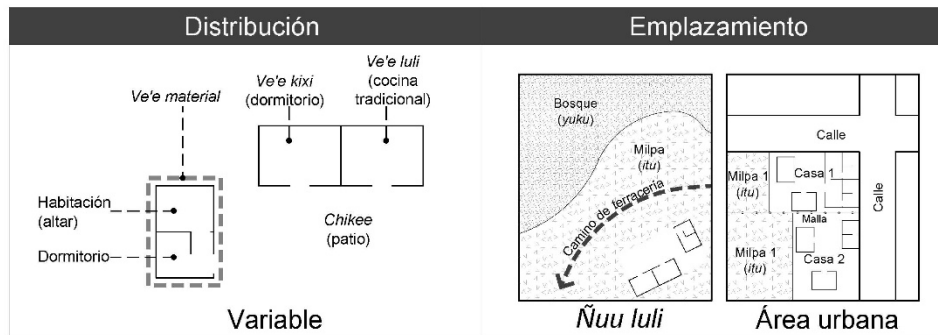 Distribución
Emplazamiento
Ve'e material
Ve'e kixi
(dormitorio)
Ve'e luli
(cocina
tradicional)
Habitación
(altar)
Dormitorio
Chikee
(patio)
Variable
Bosque
(yuku)
Milpa
(itu)
Camino de terracería
Ñuu luli
Calle
Calle
Milpa 1
(itu)
Casa 1
Malla
Milpa 1
(itu)
Casa 2
Área urbana